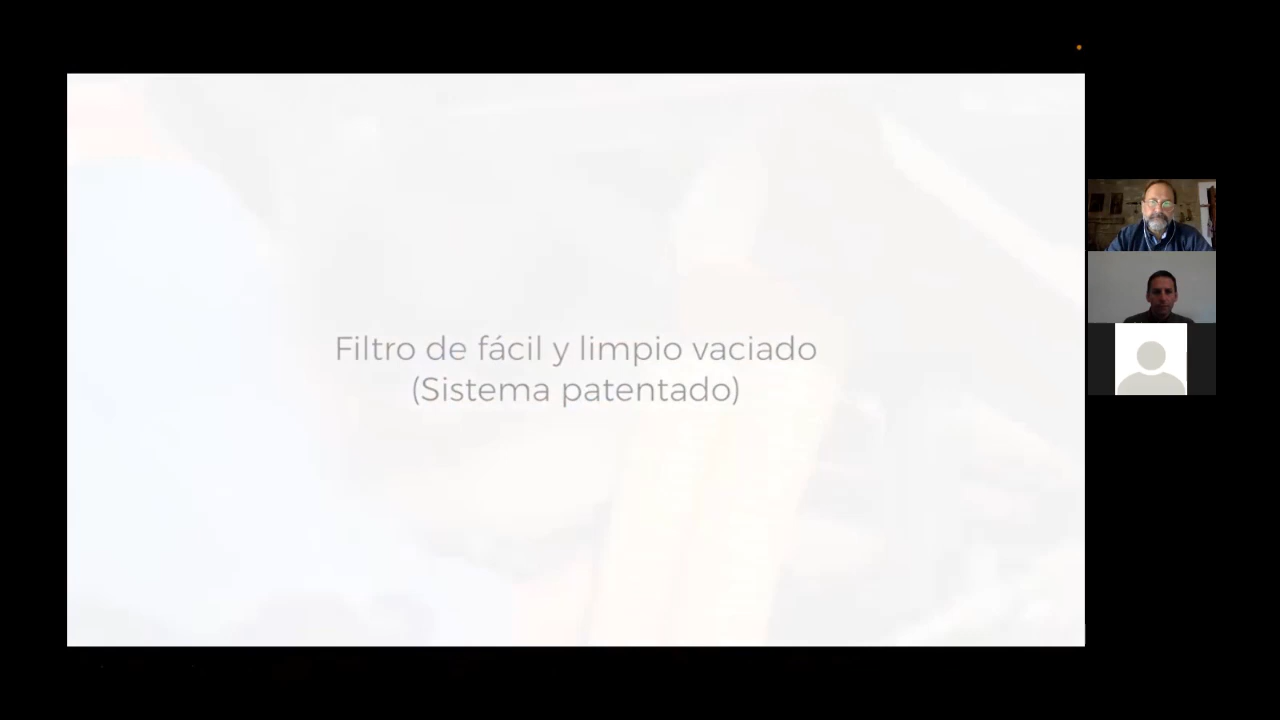 Filtro de fácil y limpio vaciado
(Sistema patentado)